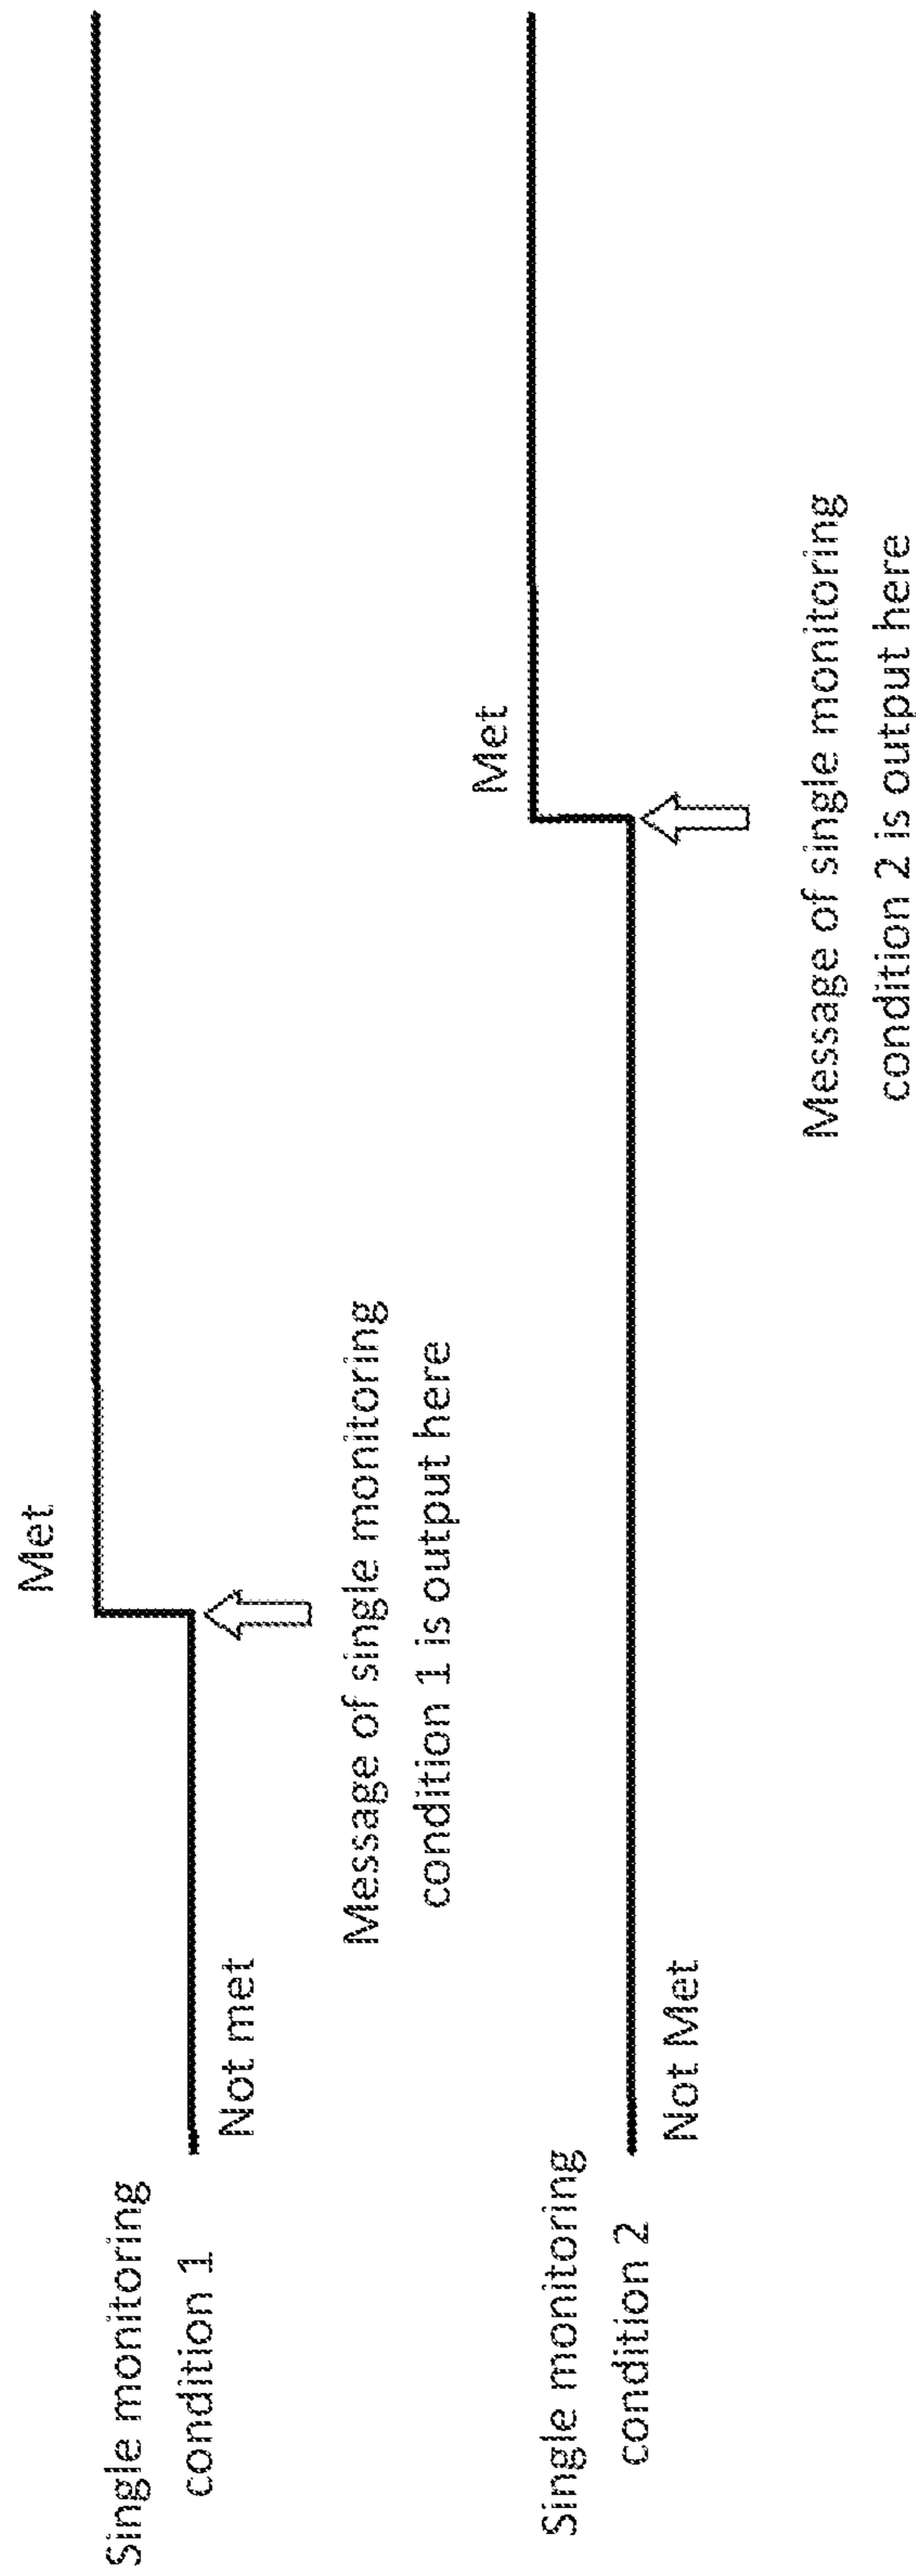 Single monitoring
condition 1
Met
Not met
Message of single monitoring
condition 1 is output here
Single monitoring
condition 2
Met
Not Met
Message of single monitoring
condition 2 is output here